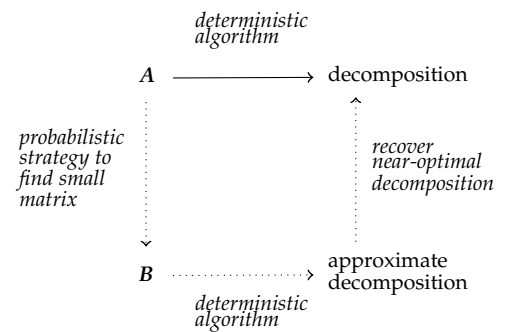 deterministic
algorithm
A
decomposition
probabilistic
strategy to
find small
matrix
recover
near-optimal
decomposition
B
approximate
decomposition
deterministic
algorithm